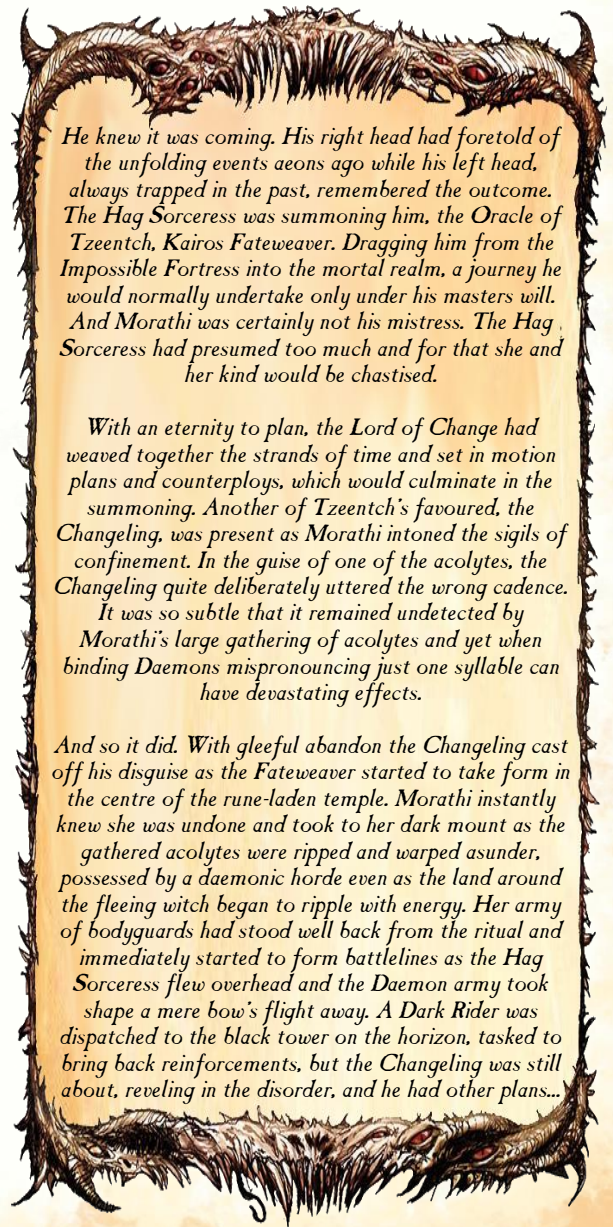 He knew it was coming. His right head had foretold of
the unfolding events aeons ago while his left head,
always trapped in the past, remembered the outcome.
The Hag Sorceress was summoning him, the Oracle of
Tzeentch, Kairos Fateweaver. Dragging him from the
Impossible Fortress into the mortal realm, a journey he
would normally undertake only under his masters will.
And Morathi was certainly not his mistress. The Hag
Sorceress had presumed too much and for that she and
her kind would be chastised.

With an eternity to plan, the Lord of Change had
weaved together the strands of time and set in motion
plans and counterploys, which would culminate in the
summoning. Another of Tzeentch's favoured, the
Changeling, was present as Morathi intoned the sigils of
confinement. In the guise of one of the acolytes, the
Changeling quite deliberately uttered the wrong cadence.
It was so subtle that it remained undetected by
Morathi's large gathering of acolytes and yet when
binding Daemons mispronouncing just one syllable can
have devastating effects.

And so it did. With gleeful abandon the Changeling cast
off his disguise as the Fateweaver started to take form in
the centre of the rune-laden temple. Morathi instantly
knew she was undone and took to her dark mount as the
gathered acolytes were ripped and warped asunder,
possessed by a daemonic horde even as the land around
the fleeing witch began to ripple with energy. Her army
of bodyguards had stood well back from the ritual and
immediately started to form battlelines as the Hag
Sorceress flew overhead and the Daemon army took
shape a mere bow's flight away. A Dark Rider was
dispatched to the black tower on the horizon, tasked to
bring back reinforcements, but the Changeling was still
about, reveling in the disorder, and he had other plans...